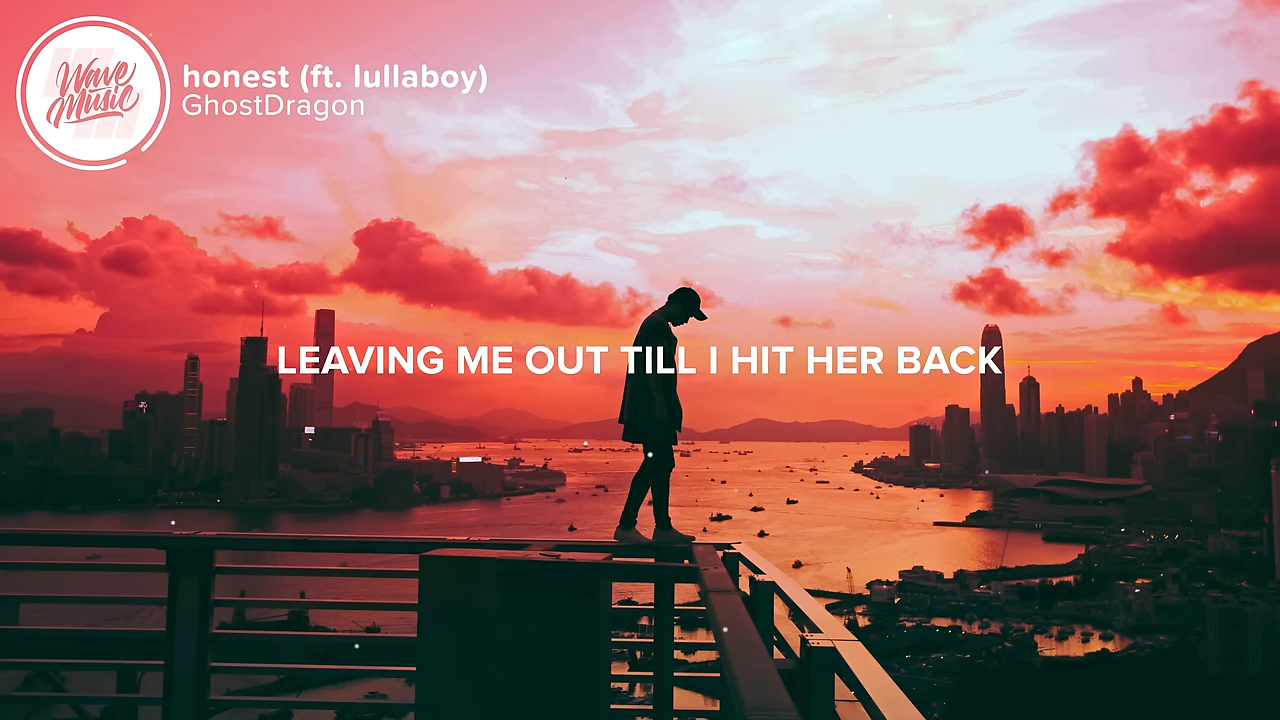 Wave
Music
honest (ft. lullaboy)
GhostDragon
LEAVING ME OUT TILL I HIT HER BACK